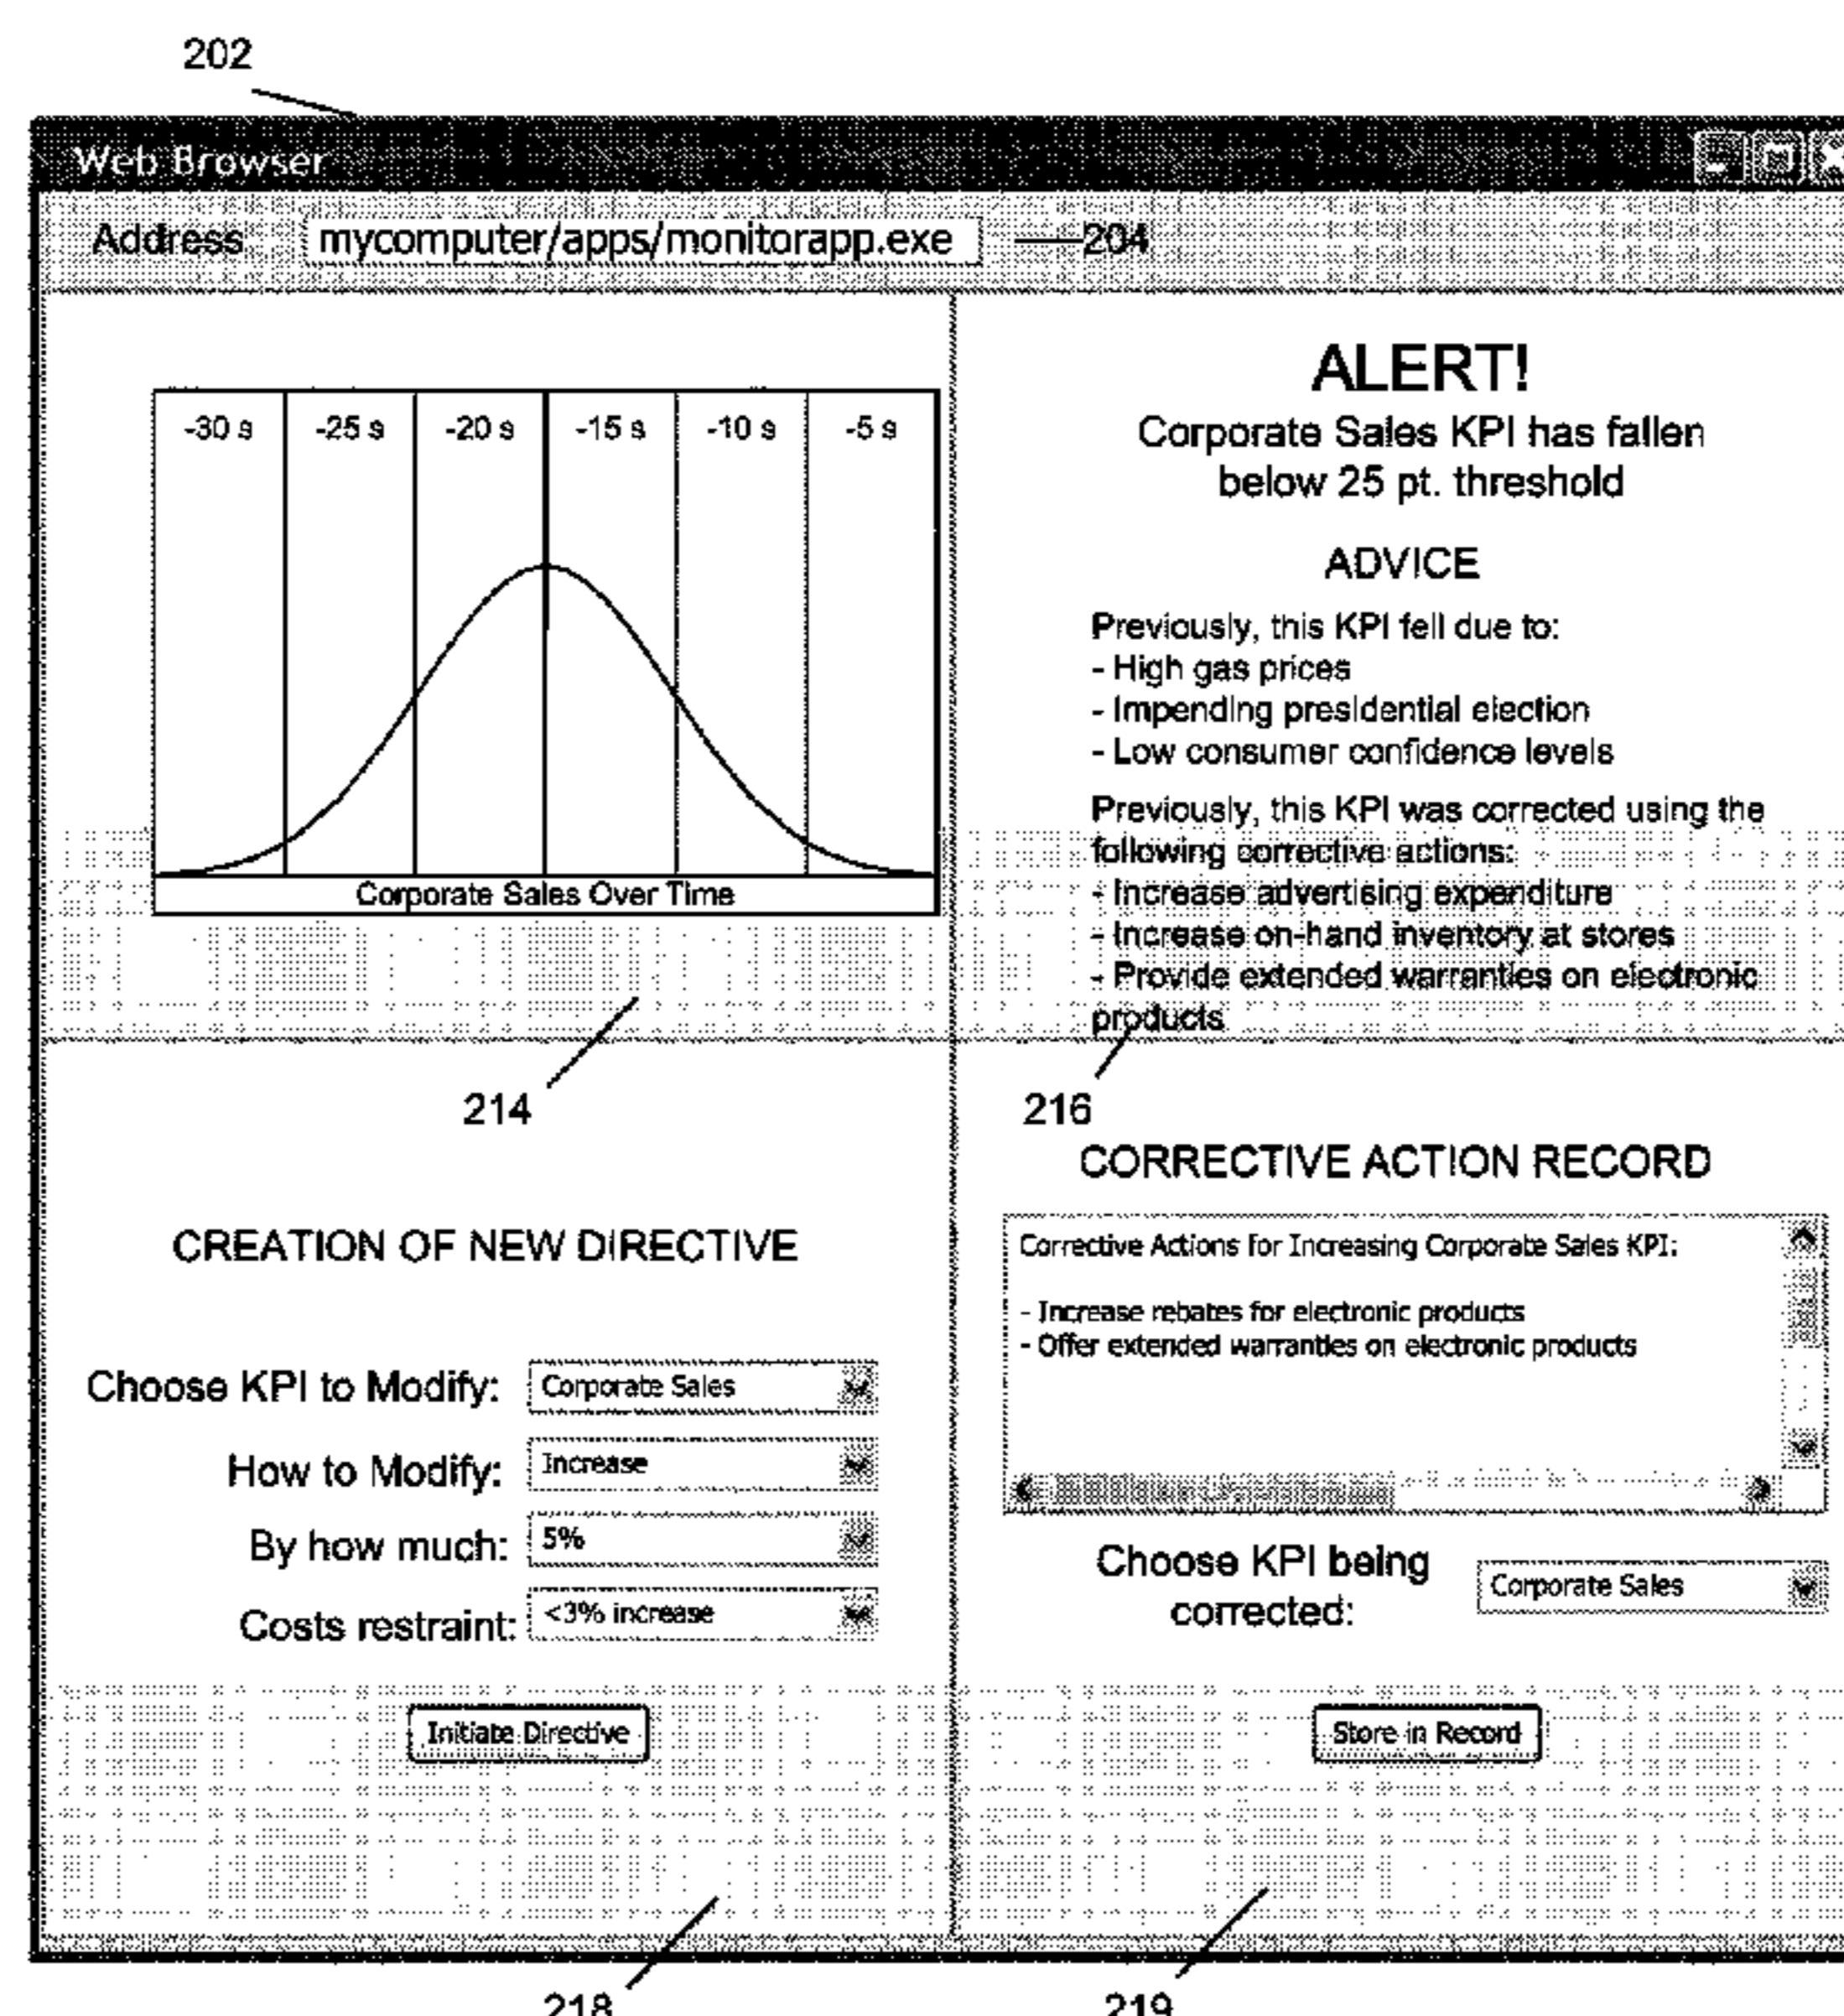 202
Web Browser
Address mycomputer/apps/monitorapp.exe 204
-30 s -25 s -20 s -15 s -10 s -5 s
Corporate Sales Over Time
214
ALERT!
Corporate Sales KPI has fallen
below 25 pt. threshold
ADVICE
Previously, this KPI fell due to:
- High gas prices
- Impending presidential election
- Low consumer confidence levels
Previously, this KPI was corrected using the
following corrective actions:
- Increase advertising expenditure
- Increase on-hand inventory at stores
- Provide extended warranties on electronic
products
216
CREATION OF NEW DIRECTIVE
Choose KPI to Modify: Corporate Sales
How to Modify: Increase
By how much: 5%
Costs restraint: <3% increase
Initiate Directive
218
CORRECTIVE ACTION RECORD
Corrective Actions for Increasing Corporate Sales KPI:
- Increase rebates for electronic products
- Offer extended warranties on electronic products
Choose KPI being
corrected:
Corporate Sales
Store in Record
219